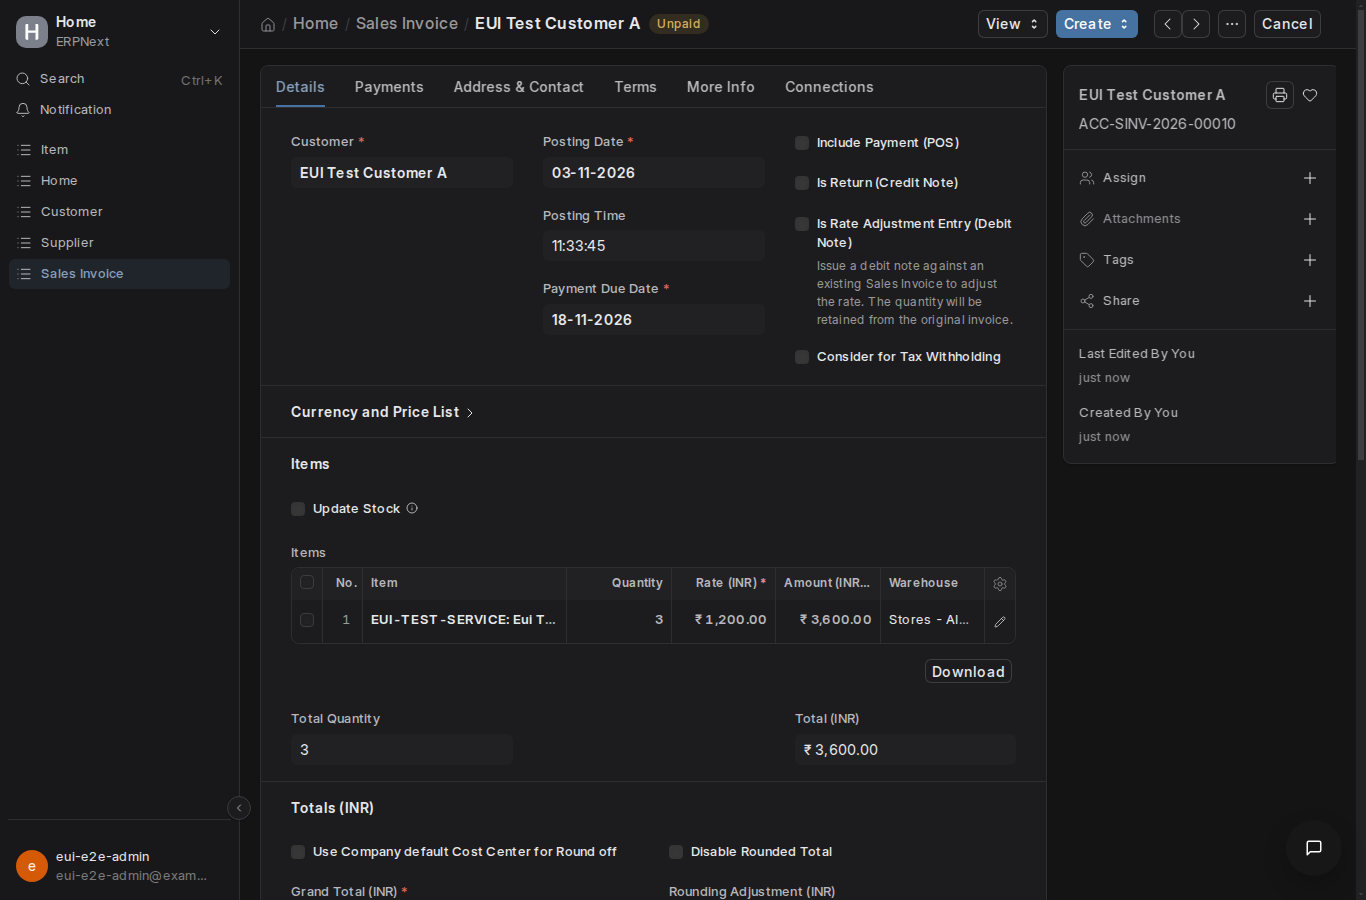 H
Home
ERPNext
Search
Ctrl+K
Notification
Item
Home
Customer
Supplier
Sales Invoice
e
eui-e2e-admin
eui-e2e-admin@exam...
/ Home / Sales Invoice / EUI Test Customer A Unpaid
View
Create
Cancel
Details
Payments
Address & Contact
Terms
More Info
Connections
Customer *
EUI Test Customer A
Posting Date *
03-11-2026
Posting Time
11:33:45
Payment Due Date *
18-11-2026
Include Payment (POS)
Is Return (Credit Note)
Is Rate Adjustment Entry (Debit
Note)
Issue a debit note against an
existing Sales Invoice to adjust
the rate. The quantity will be
retained from the original invoice.
Consider for Tax Withholding
Currency and Price List
Items
Update Stock
Items
No. Item Quantity Rate (INR) * Amount (INR... Warehouse
1 EUI-TEST-SERVICE: Eui T... 3 ₹ 1,200.00 ₹ 3,600.00 Stores - Al...
Download
Total Quantity
3
Total (INR)
₹ 3,600.00
Totals (INR)
Use Company default Cost Center for Round off
Disable Rounded Total
Grand Total (INR) *
Rounding Adjustment (INR)
EUI Test Customer A
ACC-SINV-2026-00010
Assign
Attachments
Tags
Share
Last Edited By You
just now
Created By You
just now